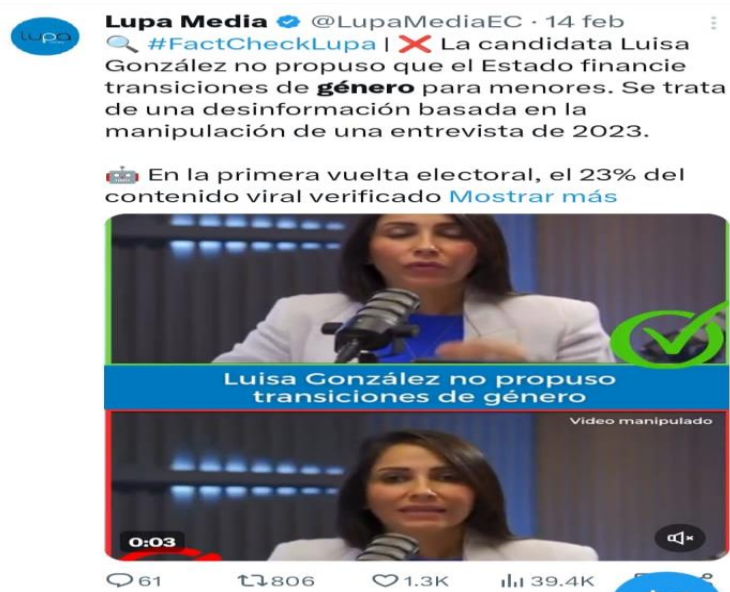 lupa
Lupa Media @LupaMediaEC · 14 feb
#FactCheckLupa | ❌ La candidata Luisa
González no propuso que el Estado financie
transiciones de género para menores. Se trata
de una desinformación basada en la
manipulación de una entrevista de 2023.
🤖 En la primera vuelta electoral, el 23% del
contenido viral verificado Mostrar más
Luisa González no propuso
transiciones de género
Video manipulado
0:03
61 806 1.3K 39.4K